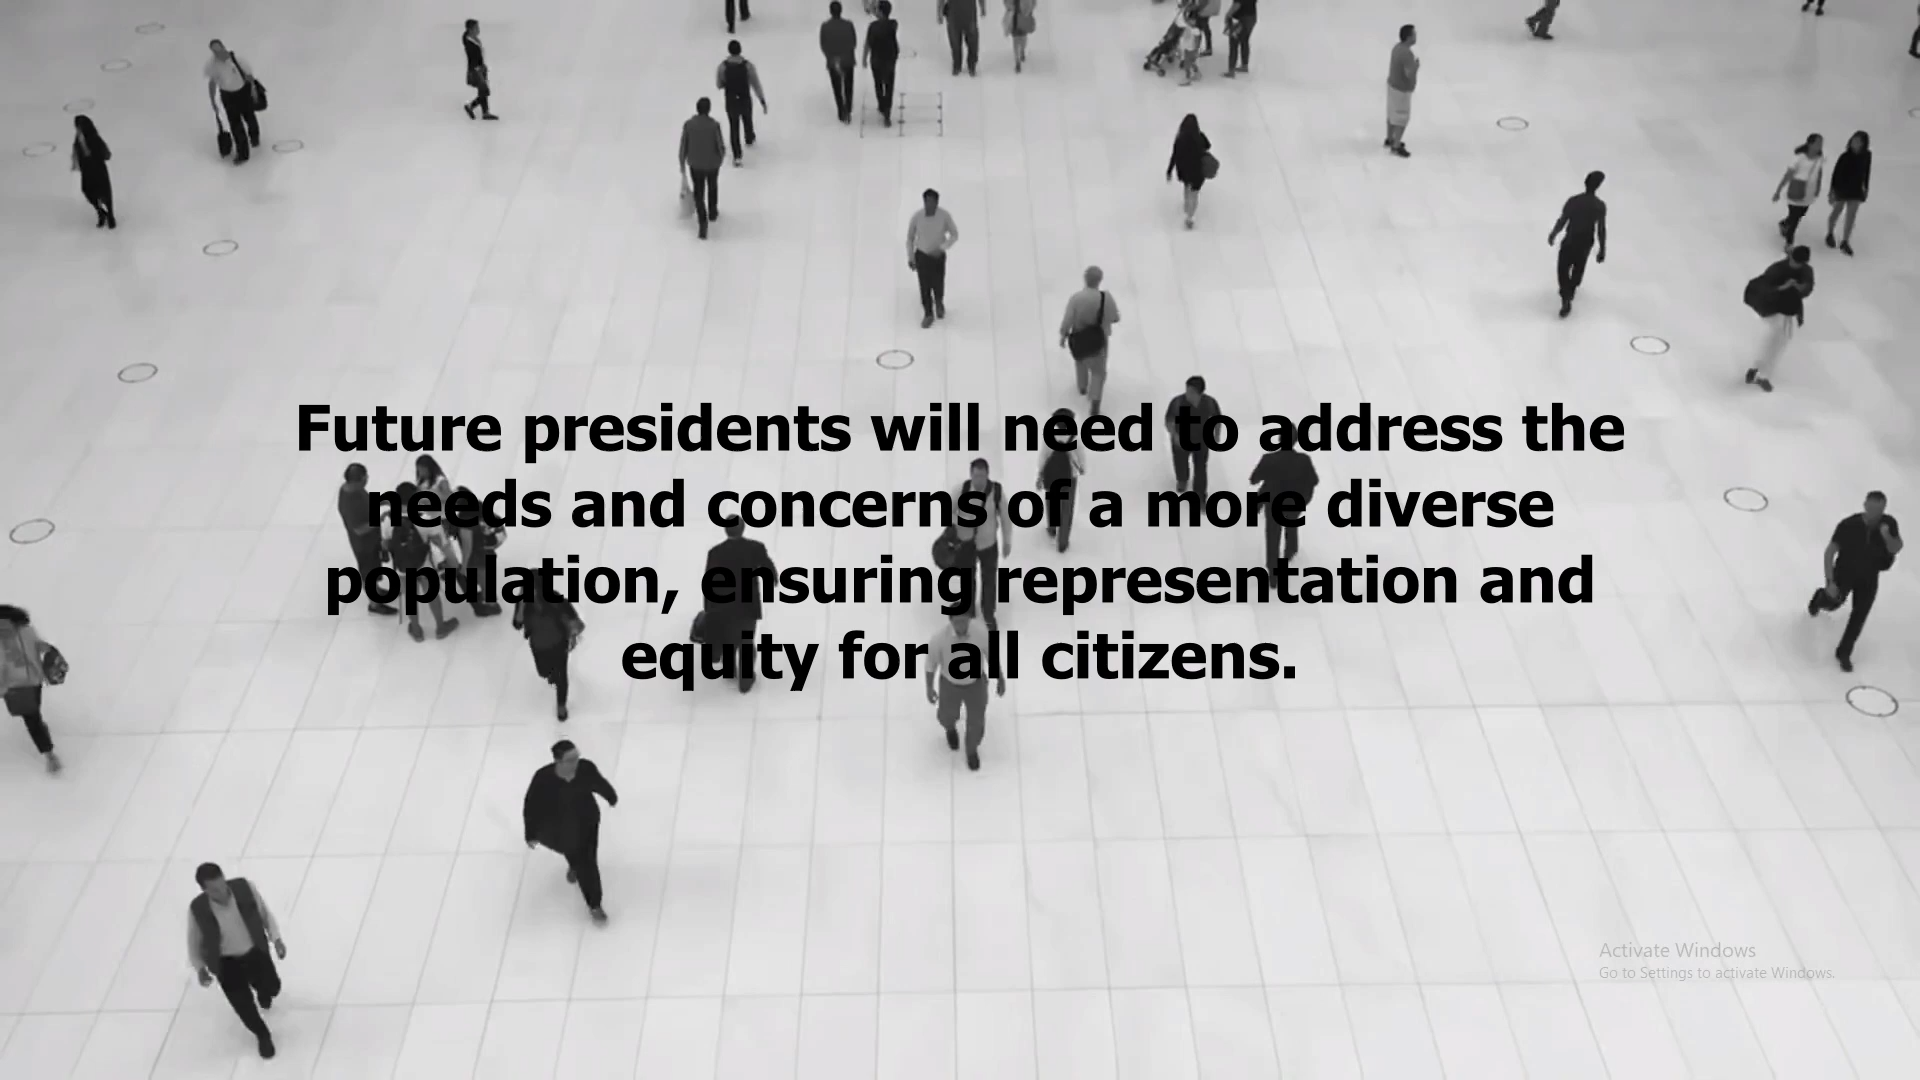 Future presidents will need to address the
needs and concerns of a more diverse
population, ensuring representation and
equity for all citizens.
Activate Windows
Go to Settings to activate Windows.